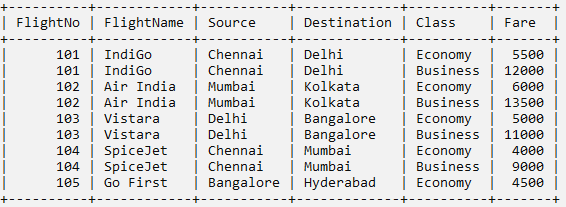 +----------+------------+-----------+-------------+----------+-------+
| FlightNo | FlightName | Source    | Destination | Class    | Fare  |
+----------+------------+-----------+-------------+----------+-------+
|      101 | IndiGo     | Chennai   | Delhi       | Economy  |  5500 |
|      101 | IndiGo     | Chennai   | Delhi       | Business | 12000 |
|      102 | Air India  | Mumbai    | Kolkata     | Economy  |  6000 |
|      102 | Air India  | Mumbai    | Kolkata     | Business | 13500 |
|      103 | Vistara    | Delhi     | Bangalore   | Economy  |  5000 |
|      103 | Vistara    | Delhi     | Bangalore   | Business | 11000 |
|      104 | SpiceJet   | Chennai   | Mumbai      | Economy  |  4000 |
|      104 | SpiceJet   | Chennai   | Mumbai      | Business |  9000 |
|      105 | Go First   | Bangalore | Hyderabad   | Economy  |  4500 |
+----------+------------+-----------+-------------+----------+-------+